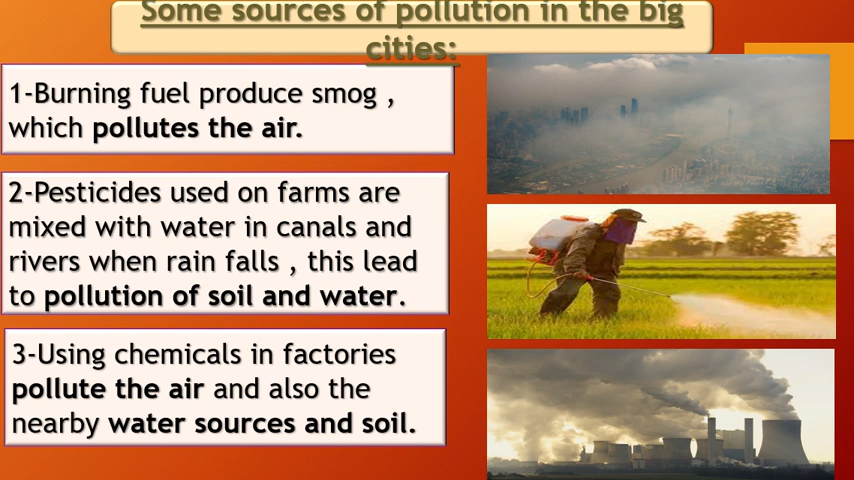 Some sources of pollution in the big
cities:
1-Burning fuel produce smog ,
which pollutes the air.
2-Pesticides used on farms are
mixed with water in canals and
rivers when rain falls , this lead
to pollution of soil and water.
3-Using chemicals in factories
pollute the air and also the
nearby water sources and soil.